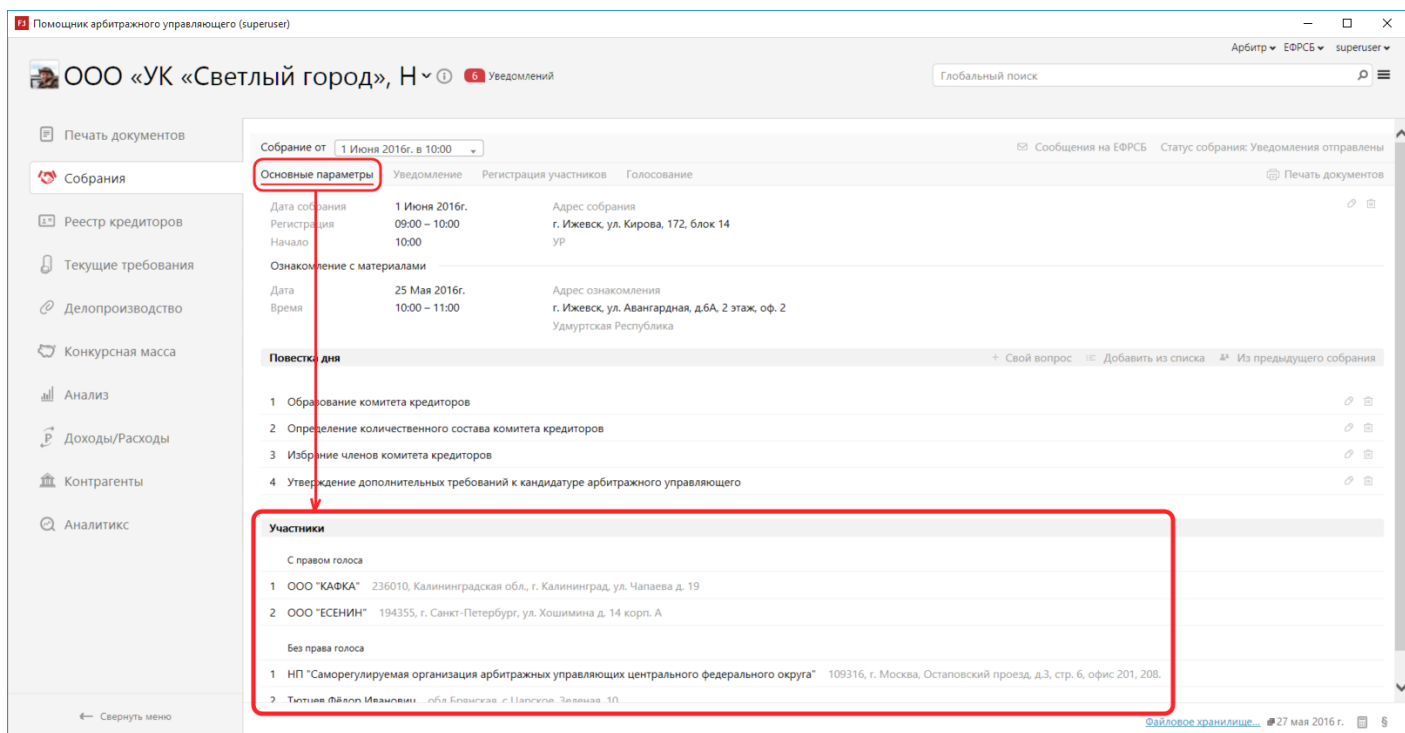 Помощник арбитражного управляющего (superuser)
Арбитр ЕФРСБ superuser
ООО «УК «Светлый город», Н 6 Уведомлений
Глобальный поиск
Печать документов
Собрания
Реестр кредиторов
Текущие требования
Делопроизводство
Конкурсная масса
Анализ
Доходы/Расходы
Контрагенты
Аналитикс
← Свернуть меню
Собрание от 1 Июня 2016г. в 10:00
Сообщения на ЕФРСБ Статус собрания: Уведомления отправлены
Основные параметры Уведомление Регистрация участников Голосование
Печать документов
Дата собрания 1 Июня 2016г. Адрес собрания
Регистрация 09:00 – 10:00 г. Ижевск, ул. Кирова, 172, блок 14
Начало 10:00 УР
Ознакомление с материалами
Дата 25 Мая 2016г. Адрес ознакомления
Время 10:00 – 11:00 г. Ижевск, ул. Авангардная, д.6А, 2 этаж, оф. 2
Удмуртская Республика
Повестка дня + Свой вопрос Добавить из списка Из предыдущего собрания
1 Образование комитета кредиторов
2 Определение количественного состава комитета кредиторов
3 Избрание членов комитета кредиторов
4 Утверждение дополнительных требований к кандидатуре арбитражного управляющего
Участники
С правом голоса
1 ООО "КАФКА" 236010, Калининградская обл., г. Калининград, ул. Чапаева д. 19
2 ООО "ЕСЕНИН" 194355, г. Санкт-Петербург, ул. Хошимина д. 14 корп. А
Без права голоса
1 НП "Саморегулируемая организация арбитражных управляющих центрального федерального округа" 109316, г. Москва, Остаповский проезд, д.3, стр. 6, офис 201, 208.
2 Тютчев Фёдор Иванович обл Брянская, с Царское, Зеленая, 10
Файловое хранилище... 27 мая 2016 г. §